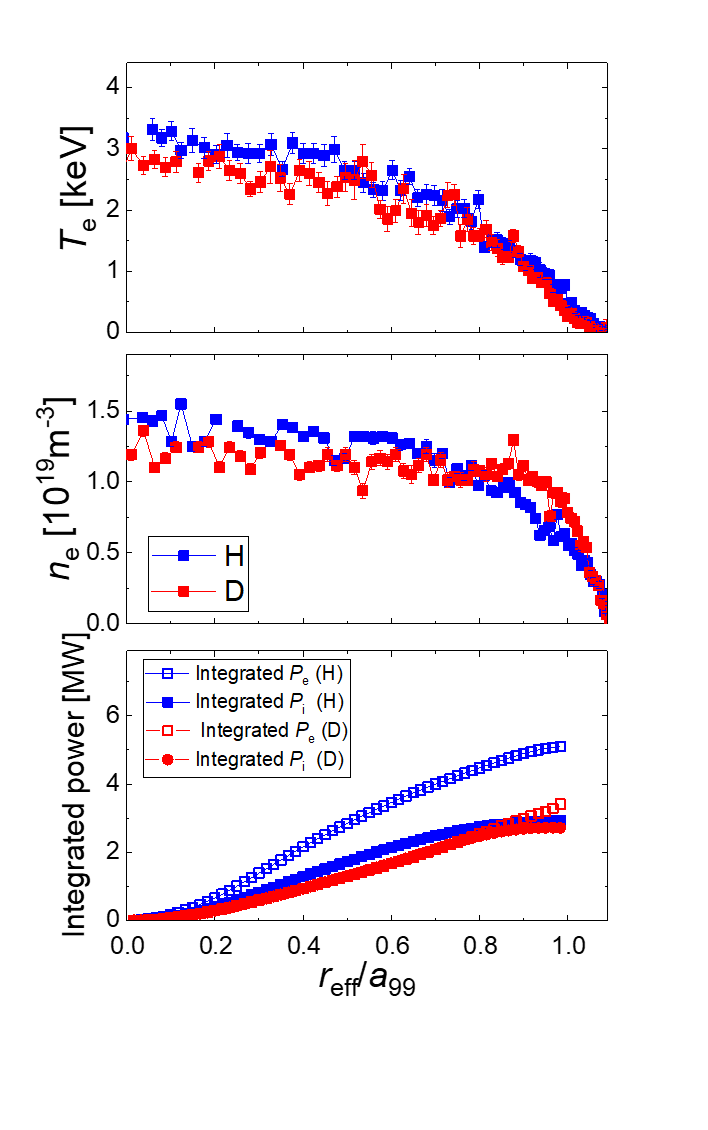 4
3
2
1
0
Te [keV]
1.5
1.0
0.5
0.0
ne [10^19 m^-3]
H
D
6
4
2
0
Integrated power [MW]
Integrated Pe (H)
Integrated Pi (H)
Integrated Pe (D)
Integrated Pi (D)
0.0 0.2 0.4 0.6 0.8 1.0
reff/a99